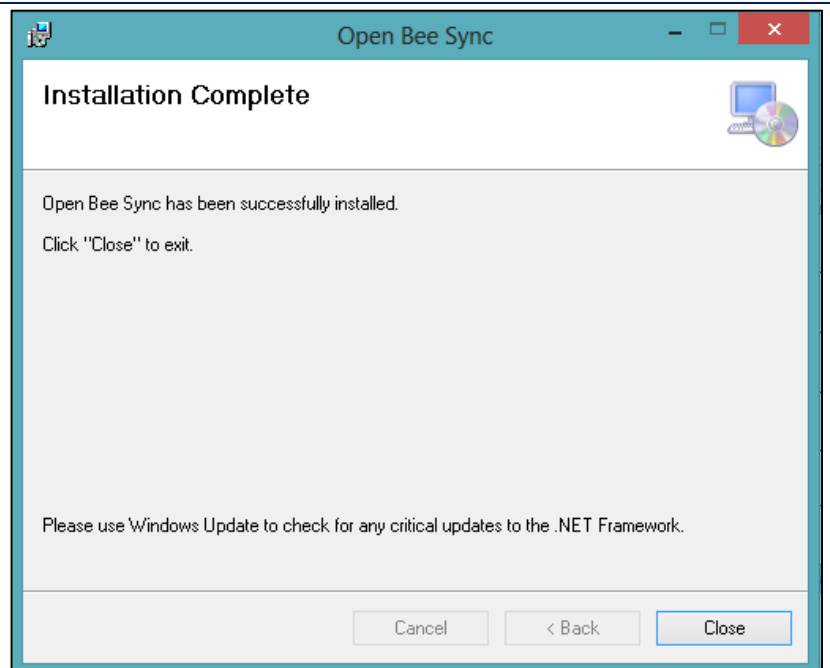 Open Bee Sync
Installation Complete
Open Bee Sync has been successfully installed.
Click "Close" to exit.
Please use Windows Update to check for any critical updates to the .NET Framework.
Cancel
< Back
Close